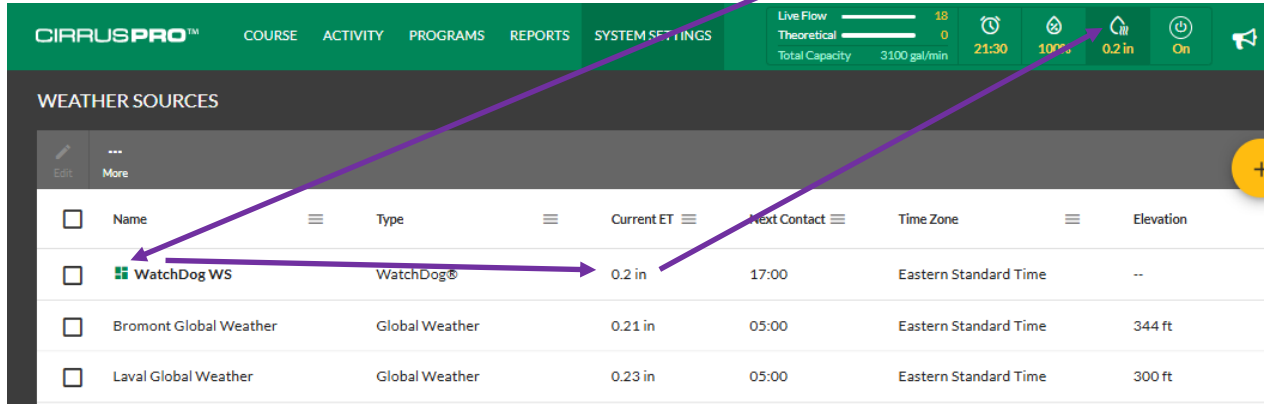 CIRRUSPRO™ COURSE ACTIVITY PROGRAMS REPORTS SYSTEM SETTINGS
Live Flow 18
Theoretical 0
Total Capacity 3100 gal/min
21:30 100% 0.2 in On
WEATHER SOURCES
Edit ... More
Name Type Current ET Next Contact Time Zone Elevation
WatchDog WS WatchDog® 0.2 in 17:00 Eastern Standard Time --
Bromont Global Weather Global Weather 0.21 in 05:00 Eastern Standard Time 344 ft
Laval Global Weather Global Weather 0.23 in 05:00 Eastern Standard Time 300 ft